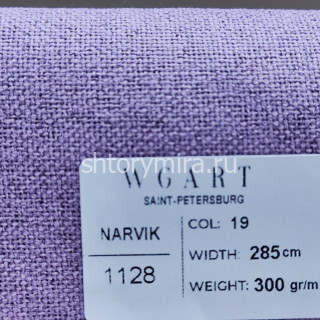 shtorymira.ru
WGART
SAINT-PETERSBURG
NARVIK
1128
COL: 19
WIDTH: 285cm
WEIGHT: 300 gr/m